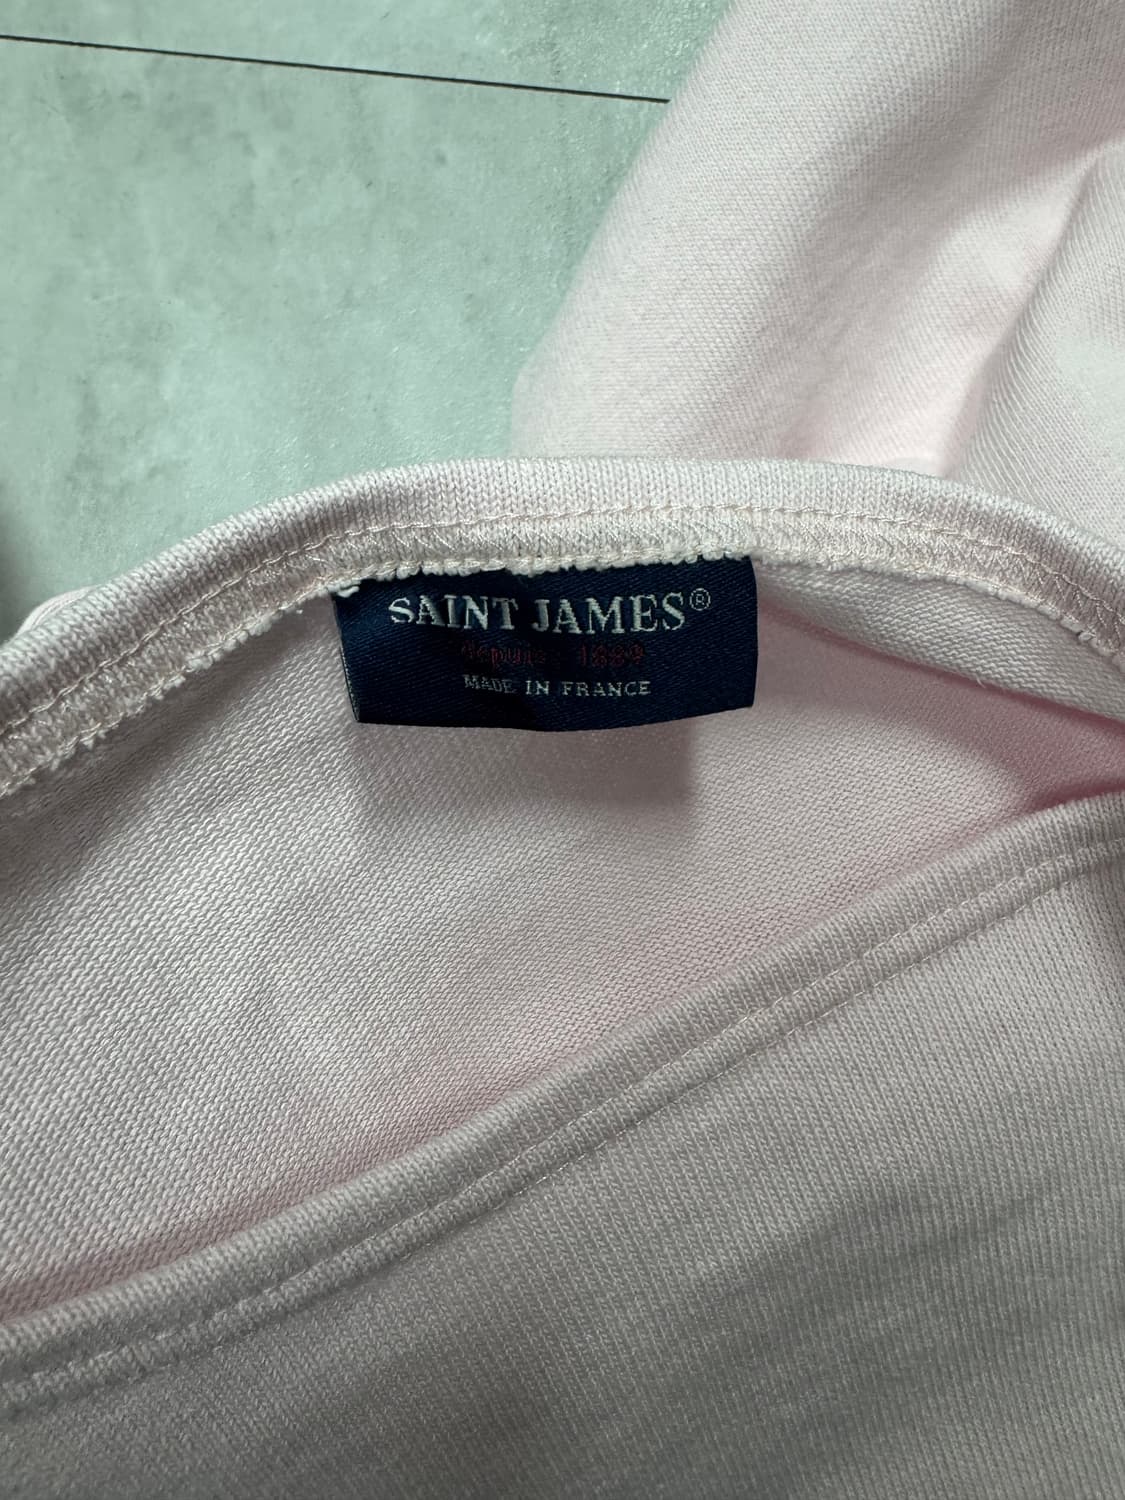 SAINT JAMES®
depuis 1889
MADE IN FRANCE